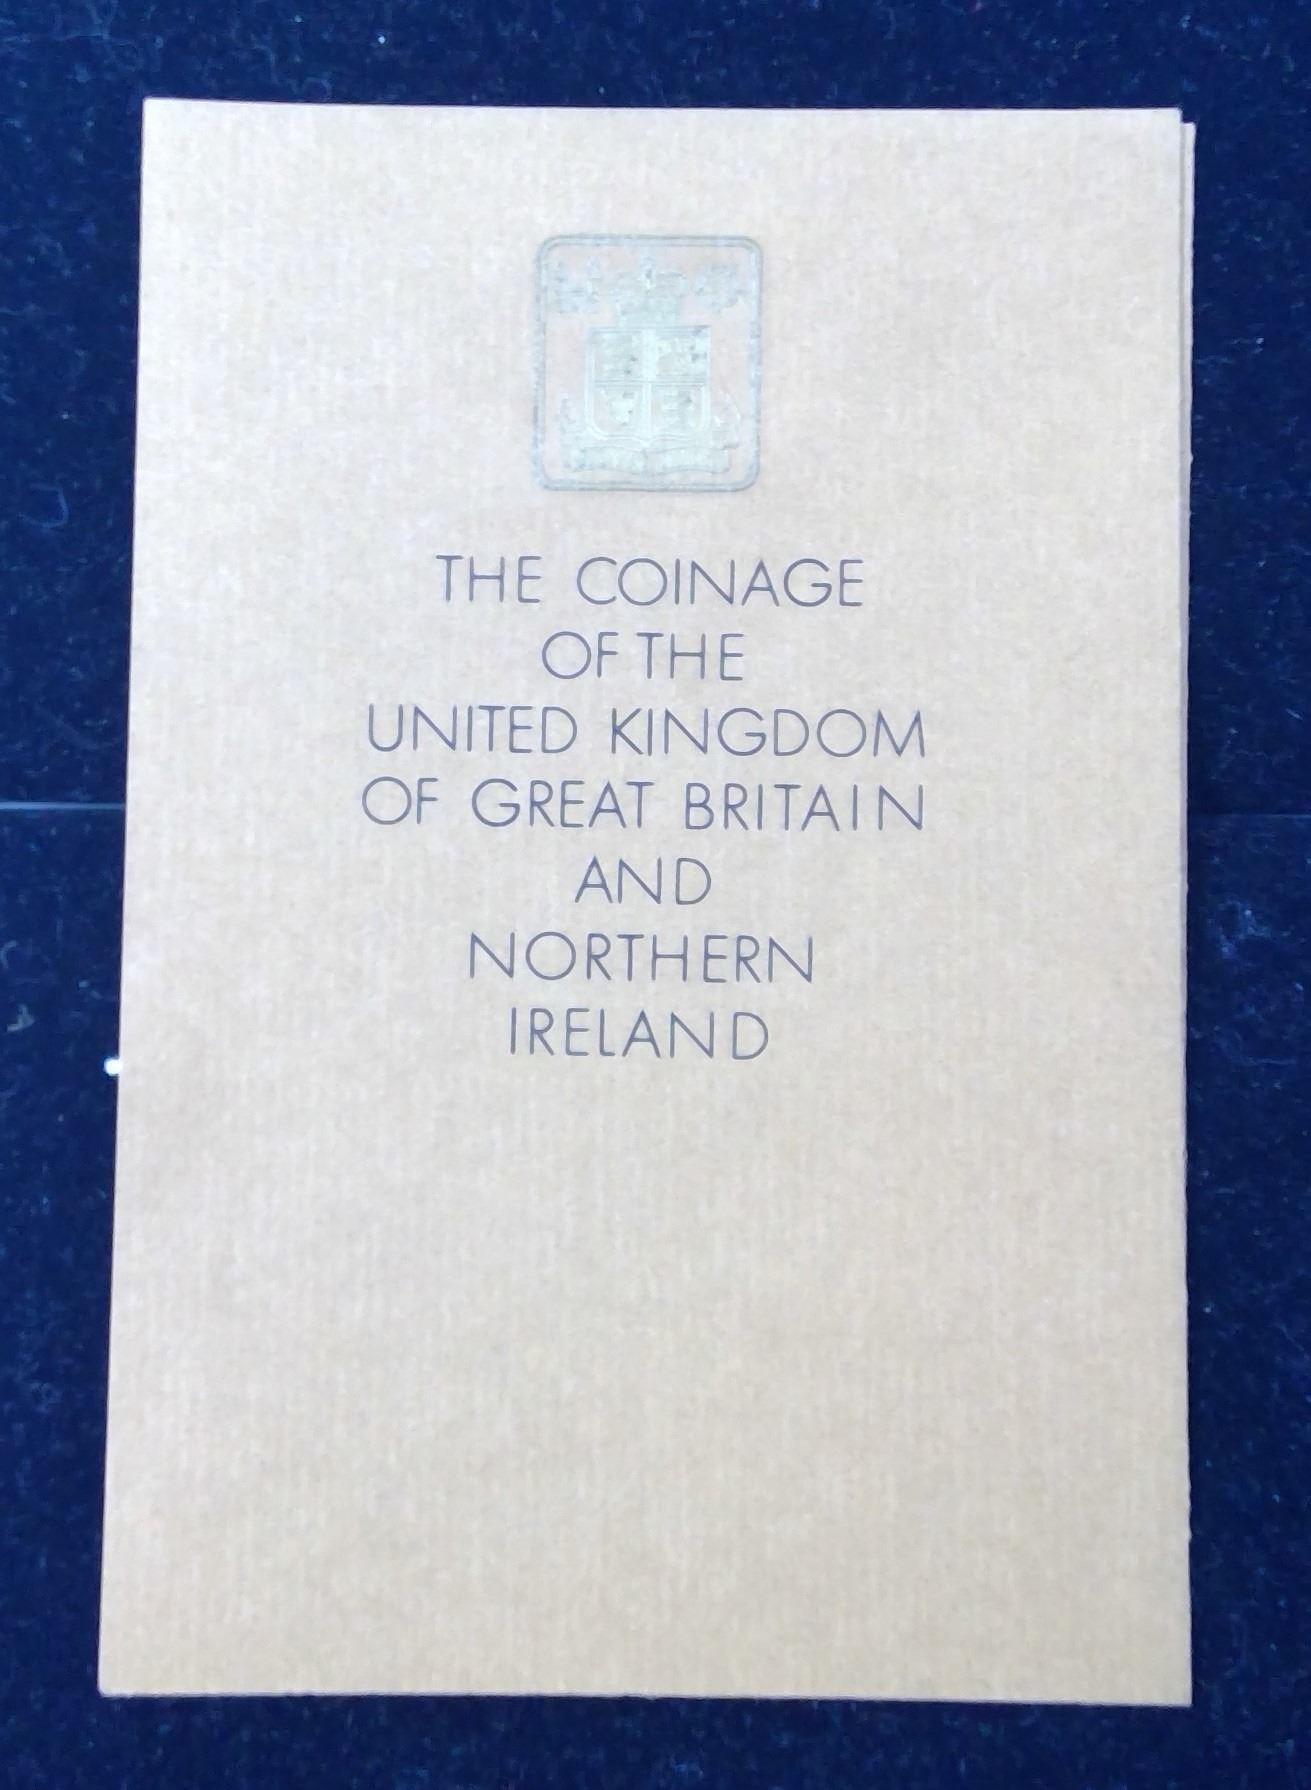 THE COINAGE
OF THE
UNITED KINGDOM
OF GREAT BRITAIN
AND
NORTHERN
IRELAND